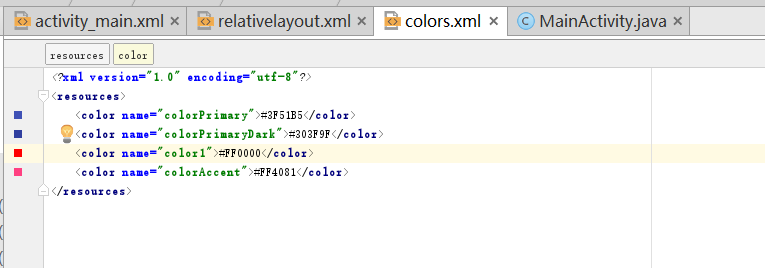 activity_main.xml relativelayout.xml colors.xml MainActivity.java
resources color
<?xml version="1.0" encoding="utf-8"?>
<resources>
<color name="colorPrimary">#3F51B5</color>
<color name="colorPrimaryDark">#303F9F</color>
<color name="color1">#FF0000</color>
<color name="colorAccent">#FF4081</color>
</resources>